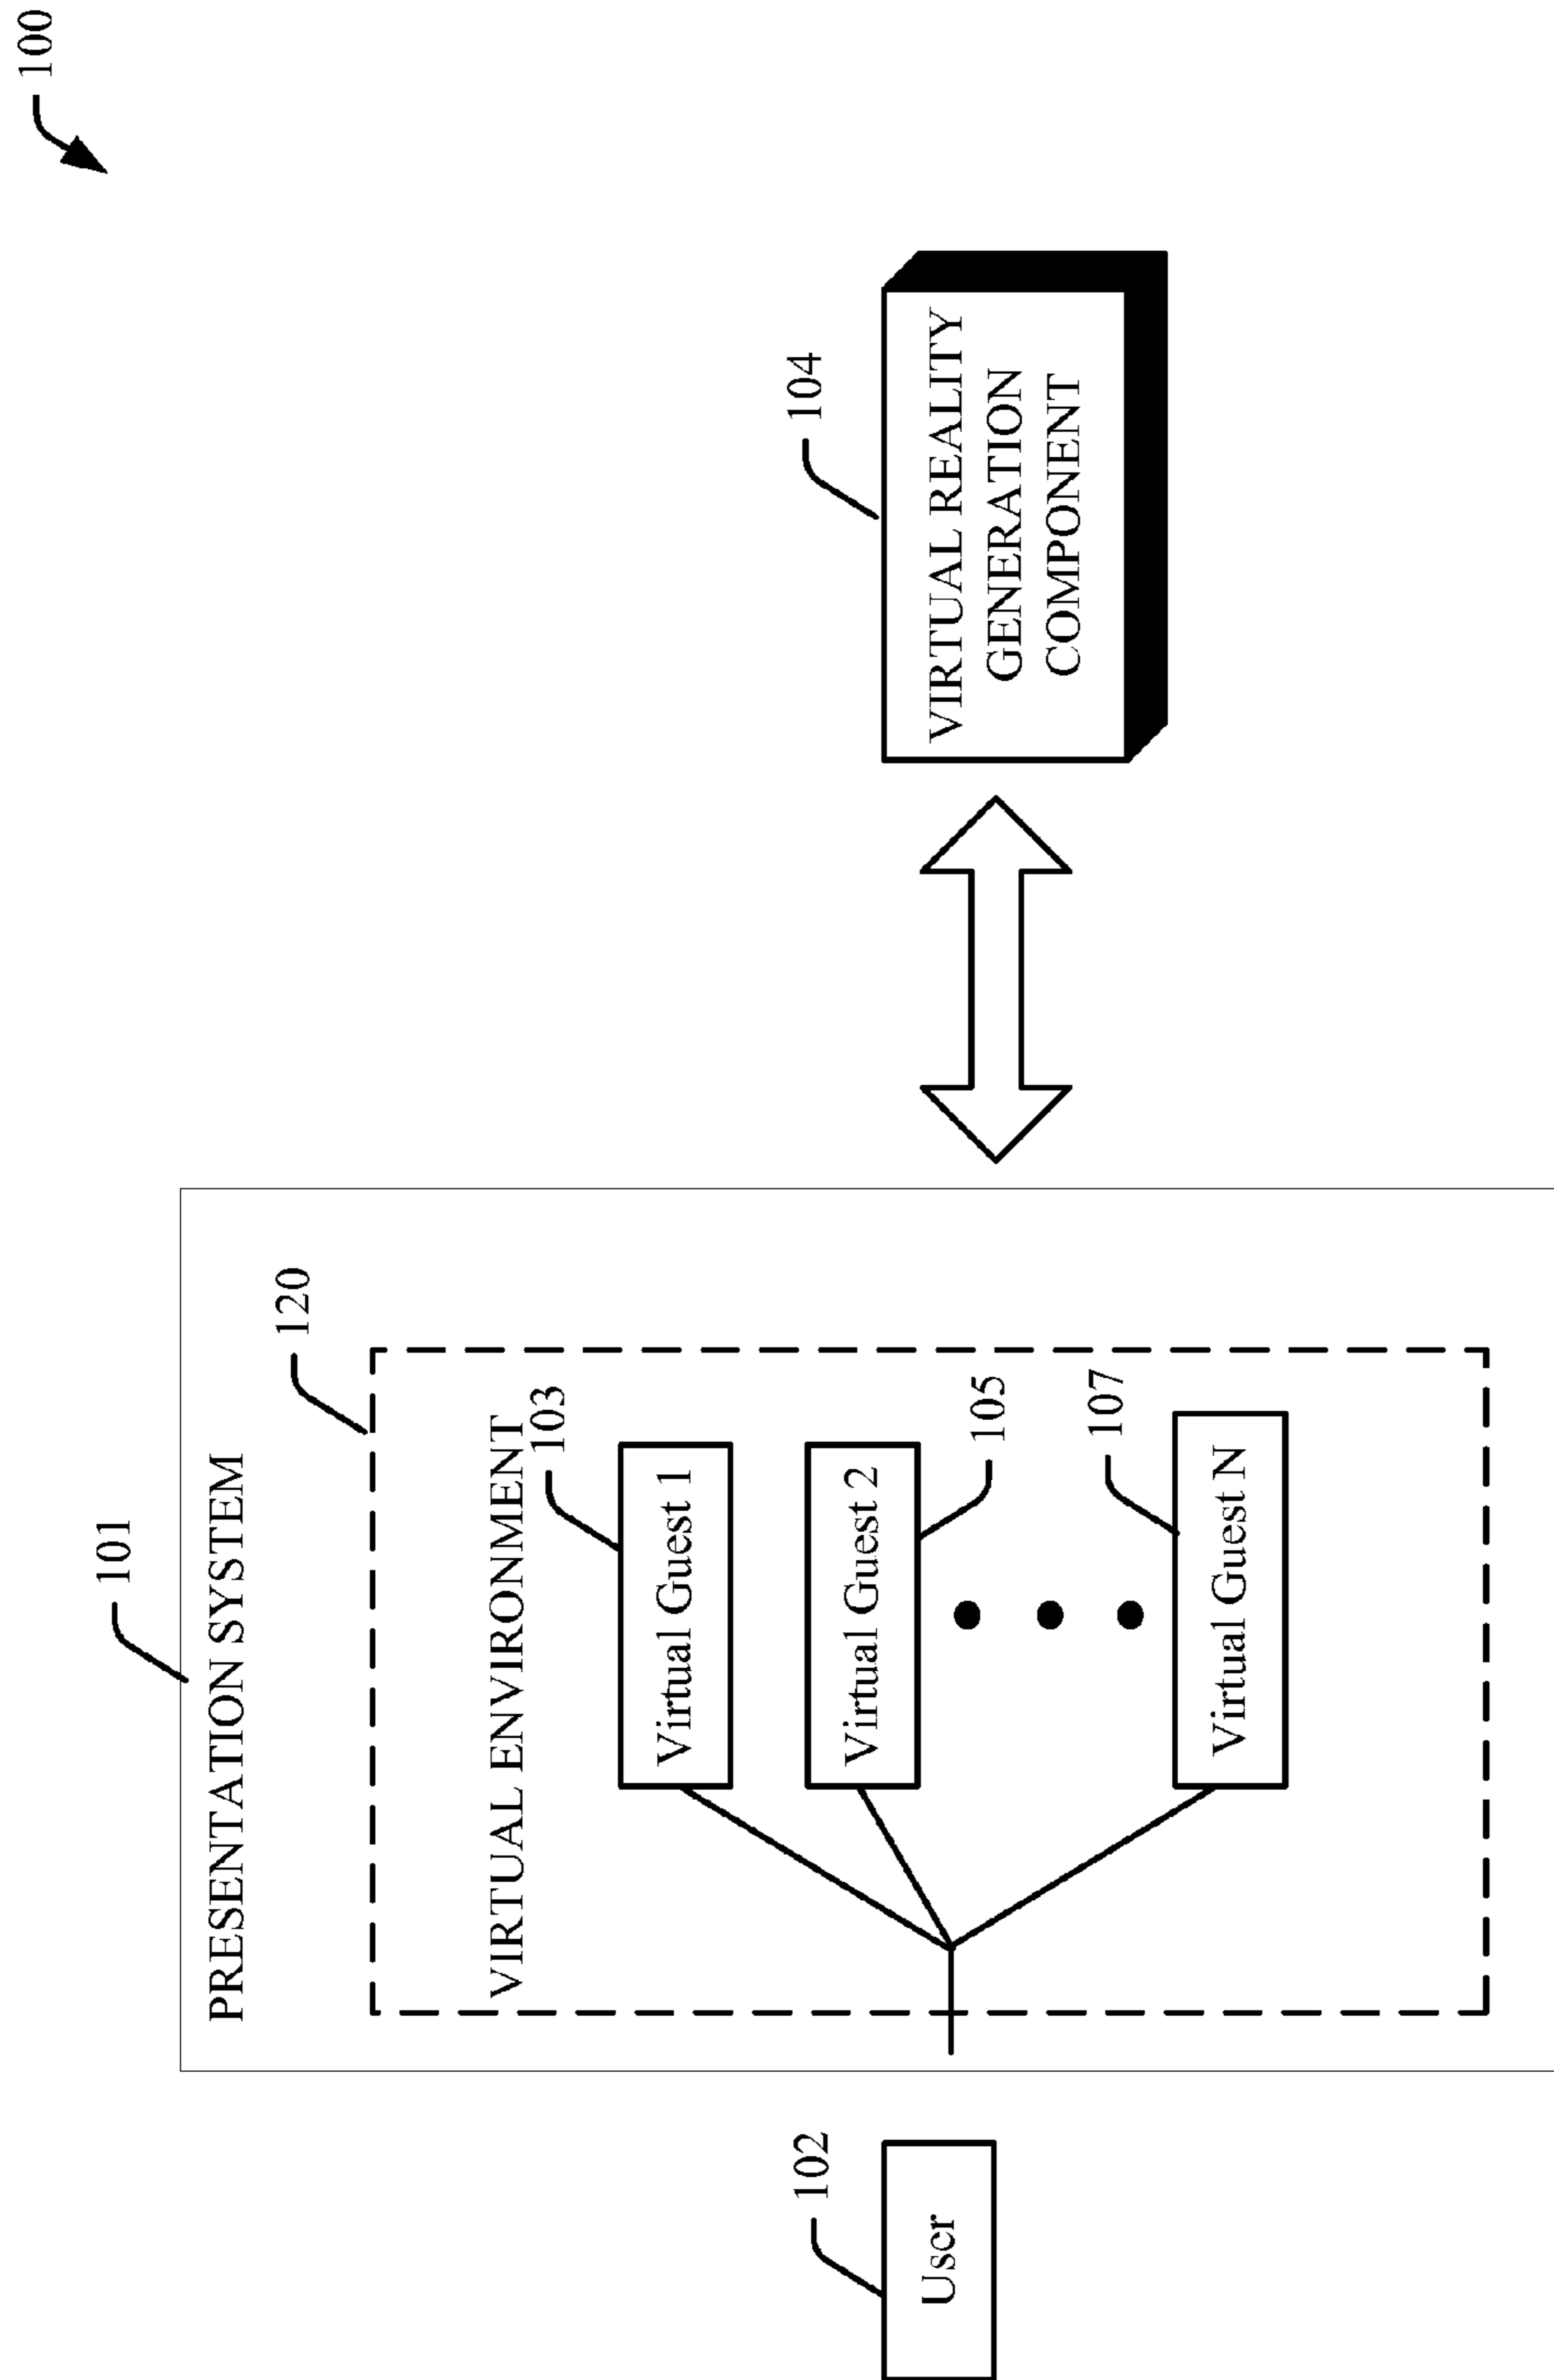 100
101
PRESENTATION SYSTEM
120
VIRTUAL ENVIRONMENT
103
Virtual Guest 1
Virtual Guest 2
105
107
Virtual Guest N
102
User
104
VIRTUAL REALITY
GENERATION
COMPONENT